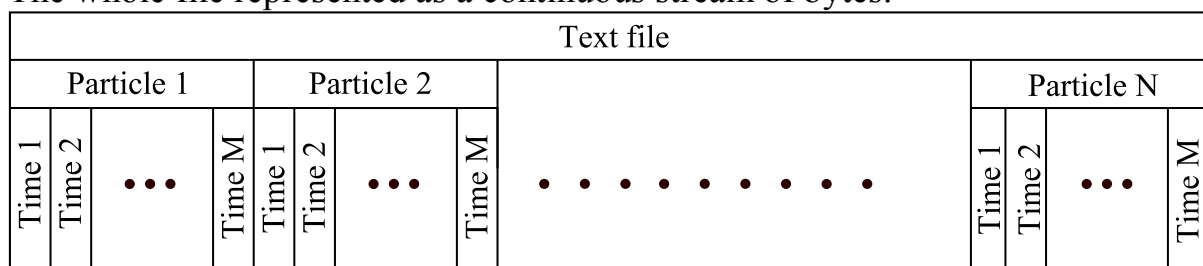 The whole file represented as a continuous stream of bytes.
Text file
Particle 1
Particle 2
Particle N
Time 1
Time 2
Time M
Time 1
Time 2
Time M
Time 1
Time 2
Time M